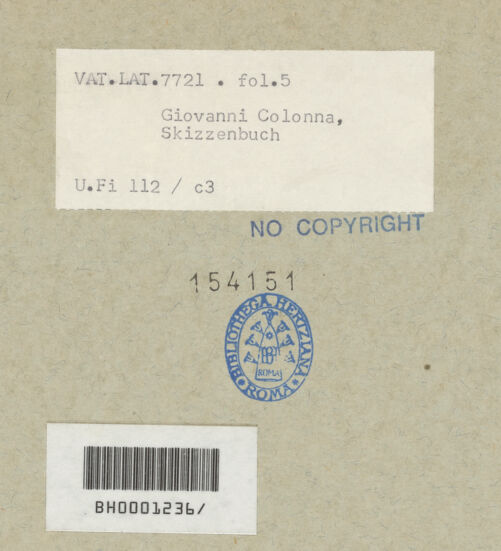 VAT.LAT.7721 . fol.5
Giovanni Colonna,
Skizzenbuch
U.Fi 112 / c3
NO COPYRIGHT
154151
BIBLIOTHECA HERTZIANA
ROMA
• ROMA •
BH0001236/